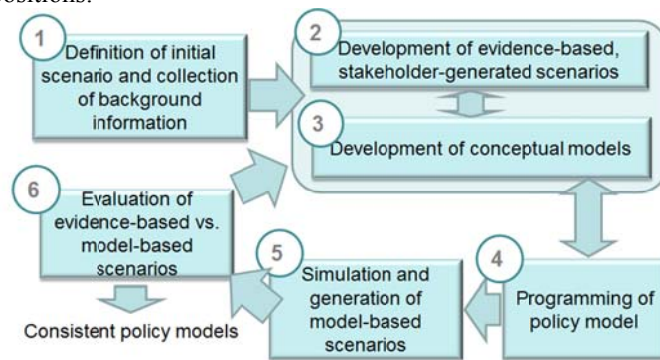 ositions.
1
Definition of initial
scenario and collection
of background
information
2
Development of evidence-based,
stakeholder-generated scenarios
3
Development of conceptual models
4
Programming of
policy model
5
Simulation and
generation of
model-based scenarios
6
Evaluation of
evidence-based vs.
model-based
scenarios
Consistent policy models